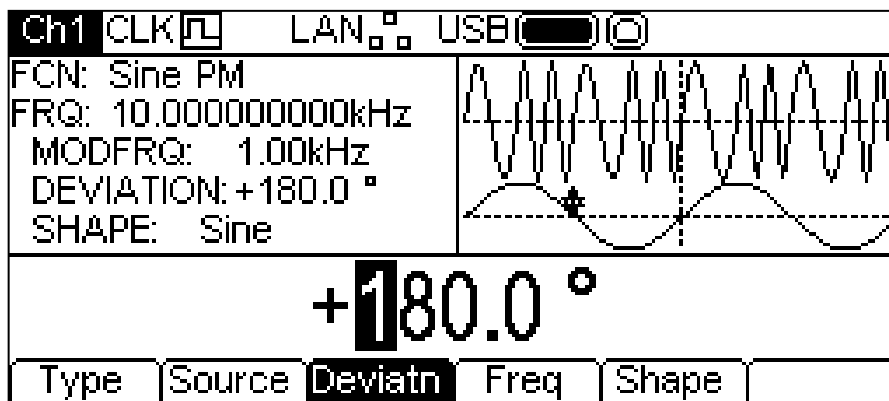 Ch1 CLK LAN USB
FCN: Sine PM
FRQ: 10.000000000kHz
MODFRQ: 1.00kHz
DEVIATION:+180.0 °
SHAPE: Sine
+180.0 °
Type Source Deviatn Freq Shape